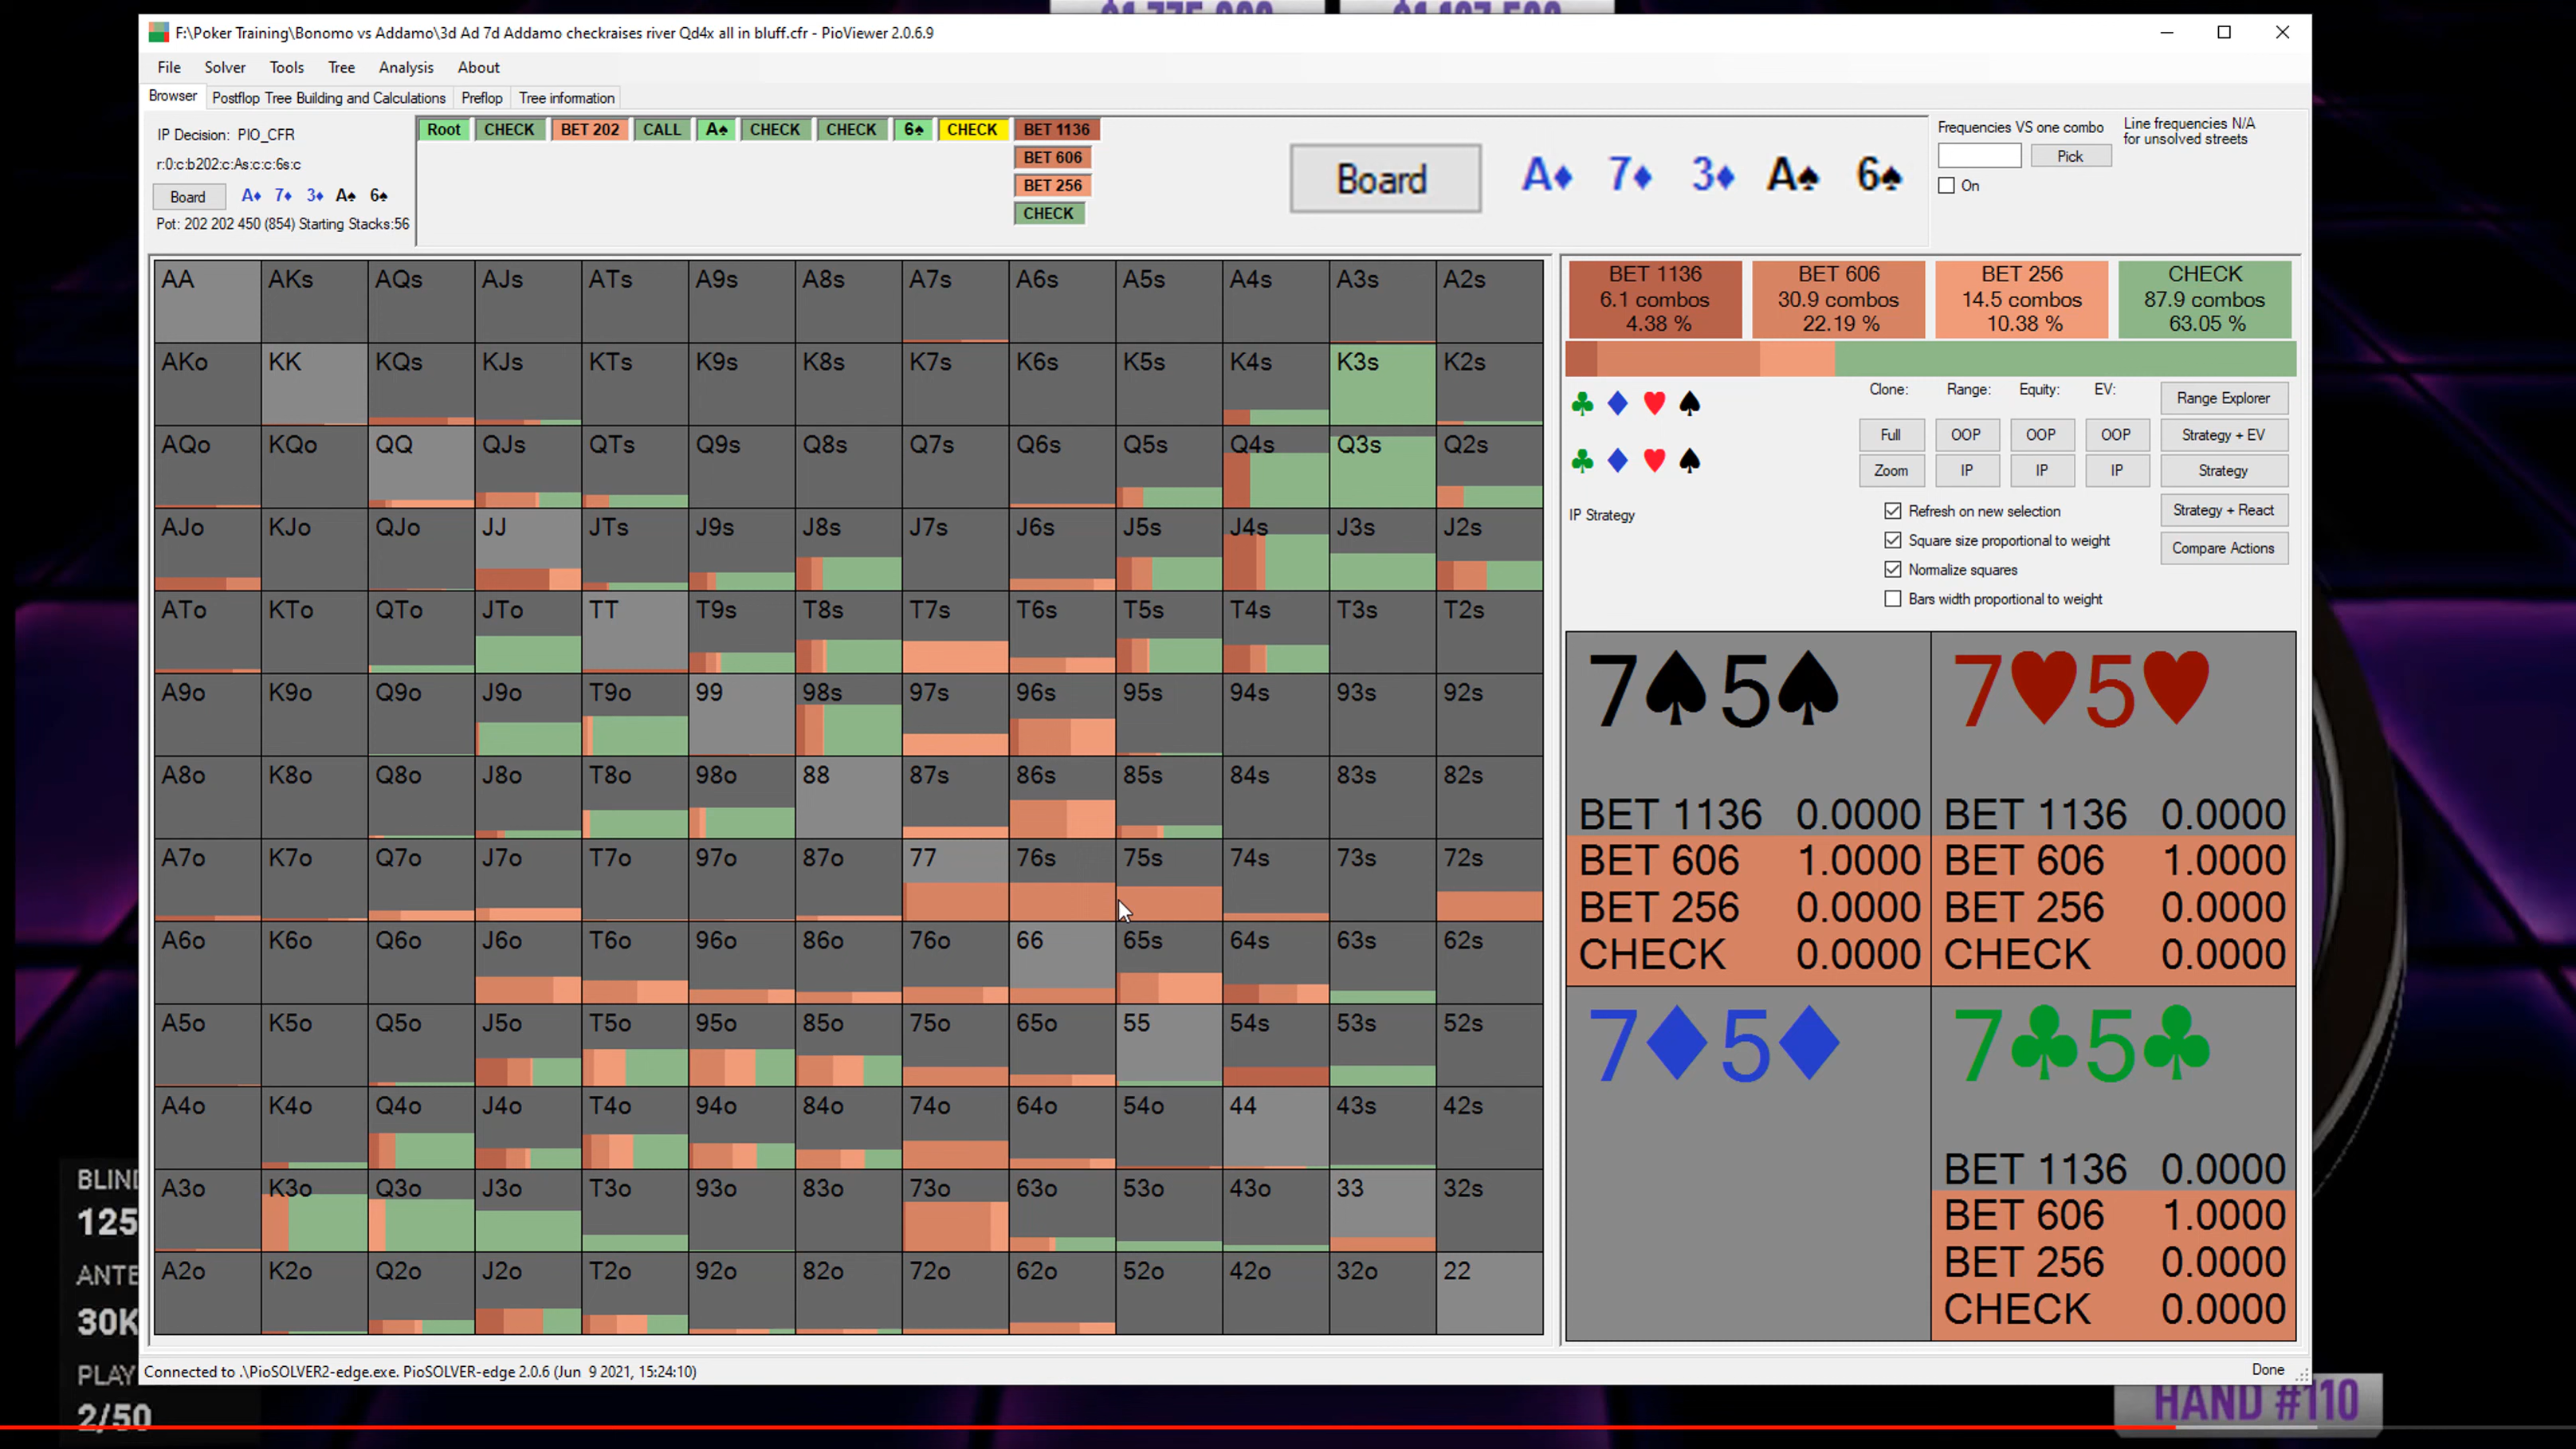 F:\Poker Training\Bonomo vs Addamo\3d Ad 7d Addamo checkraises river Qd4x all in bluff.cfr - PioViewer 2.0.6.9
File Solver Tools Tree Analysis About
Browser Postflop Tree Building and Calculations Preflop Tree information
IP Decision: PIO_CFR
r:0:c:b202:c:As:c:c:6s:c
Board A♦ 7♦ 3♦ A♠ 6♠
Pot: 202 202 450 (854) Starting Stacks:56
Root CHECK BET 202 CALL A♠ CHECK CHECK 6♠ CHECK BET 1136
BET 606
BET 256
CHECK
Board A♦ 7♦ 3♦ A♠ 6♠
Frequencies VS one combo
Pick
On
Line frequencies N/A
for unsolved streets
AA AKs AQs AJs ATs A9s A8s A7s A6s A5s A4s A3s A2s
AKo KK KQs KJs KTs K9s K8s K7s K6s K5s K4s K3s K2s
AQo KQo QQ QJs QTs Q9s Q8s Q7s Q6s Q5s Q4s Q3s Q2s
AJo KJo QJo JJ JTs J9s J8s J7s J6s J5s J4s J3s J2s
ATo KTo QTo JTo TT T9s T8s T7s T6s T5s T4s T3s T2s
A9o K9o Q9o J9o T9o 99 98s 97s 96s 95s 94s 93s 92s
A8o K8o Q8o J8o T8o 98o 88 87s 86s 85s 84s 83s 82s
A7o K7o Q7o J7o T7o 97o 87o 77 76s 75s 74s 73s 72s
A6o K6o Q6o J6o T6o 96o 86o 76o 66 65s 64s 63s 62s
A5o K5o Q5o J5o T5o 95o 85o 75o 65o 55 54s 53s 52s
A4o K4o Q4o J4o T4o 94o 84o 74o 64o 54o 44 43s 42s
A3o K3o Q3o J3o T3o 93o 83o 73o 63o 53o 43o 33 32s
A2o K2o Q2o J2o T2o 92o 82o 72o 62o 52o 42o 32o 22
BET 1136 BET 606 BET 256 CHECK
6.1 combos 30.9 combos 14.5 combos 87.9 combos
4.38 % 22.19 % 10.38 % 63.05 %
♣ ♦ ♥ ♠
♣ ♦ ♥ ♠
IP Strategy
Clone: Range: Equity: EV:
Full OOP OOP OOP
Zoom IP IP IP
Range Explorer
Strategy + EV
Strategy
Strategy + React
Compare Actions
Refresh on new selection
Square size proportional to weight
Normalize squares
Bars width proportional to weight
7♠5♠
BET 1136 0.0000
BET 606 1.0000
BET 256 0.0000
CHECK 0.0000
7♥5♥
BET 1136 0.0000
BET 606 1.0000
BET 256 0.0000
CHECK 0.0000
7♦5♦
7♣5♣
BET 1136 0.0000
BET 606 1.0000
BET 256 0.0000
CHECK 0.0000
Connected to .\PioSOLVER2-edge.exe. PioSOLVER-edge 2.0.6 (Jun 9 2021, 15:24:10)
Done
BLIND
125
ANTE
30K
PLAY
2/50
HAND #110